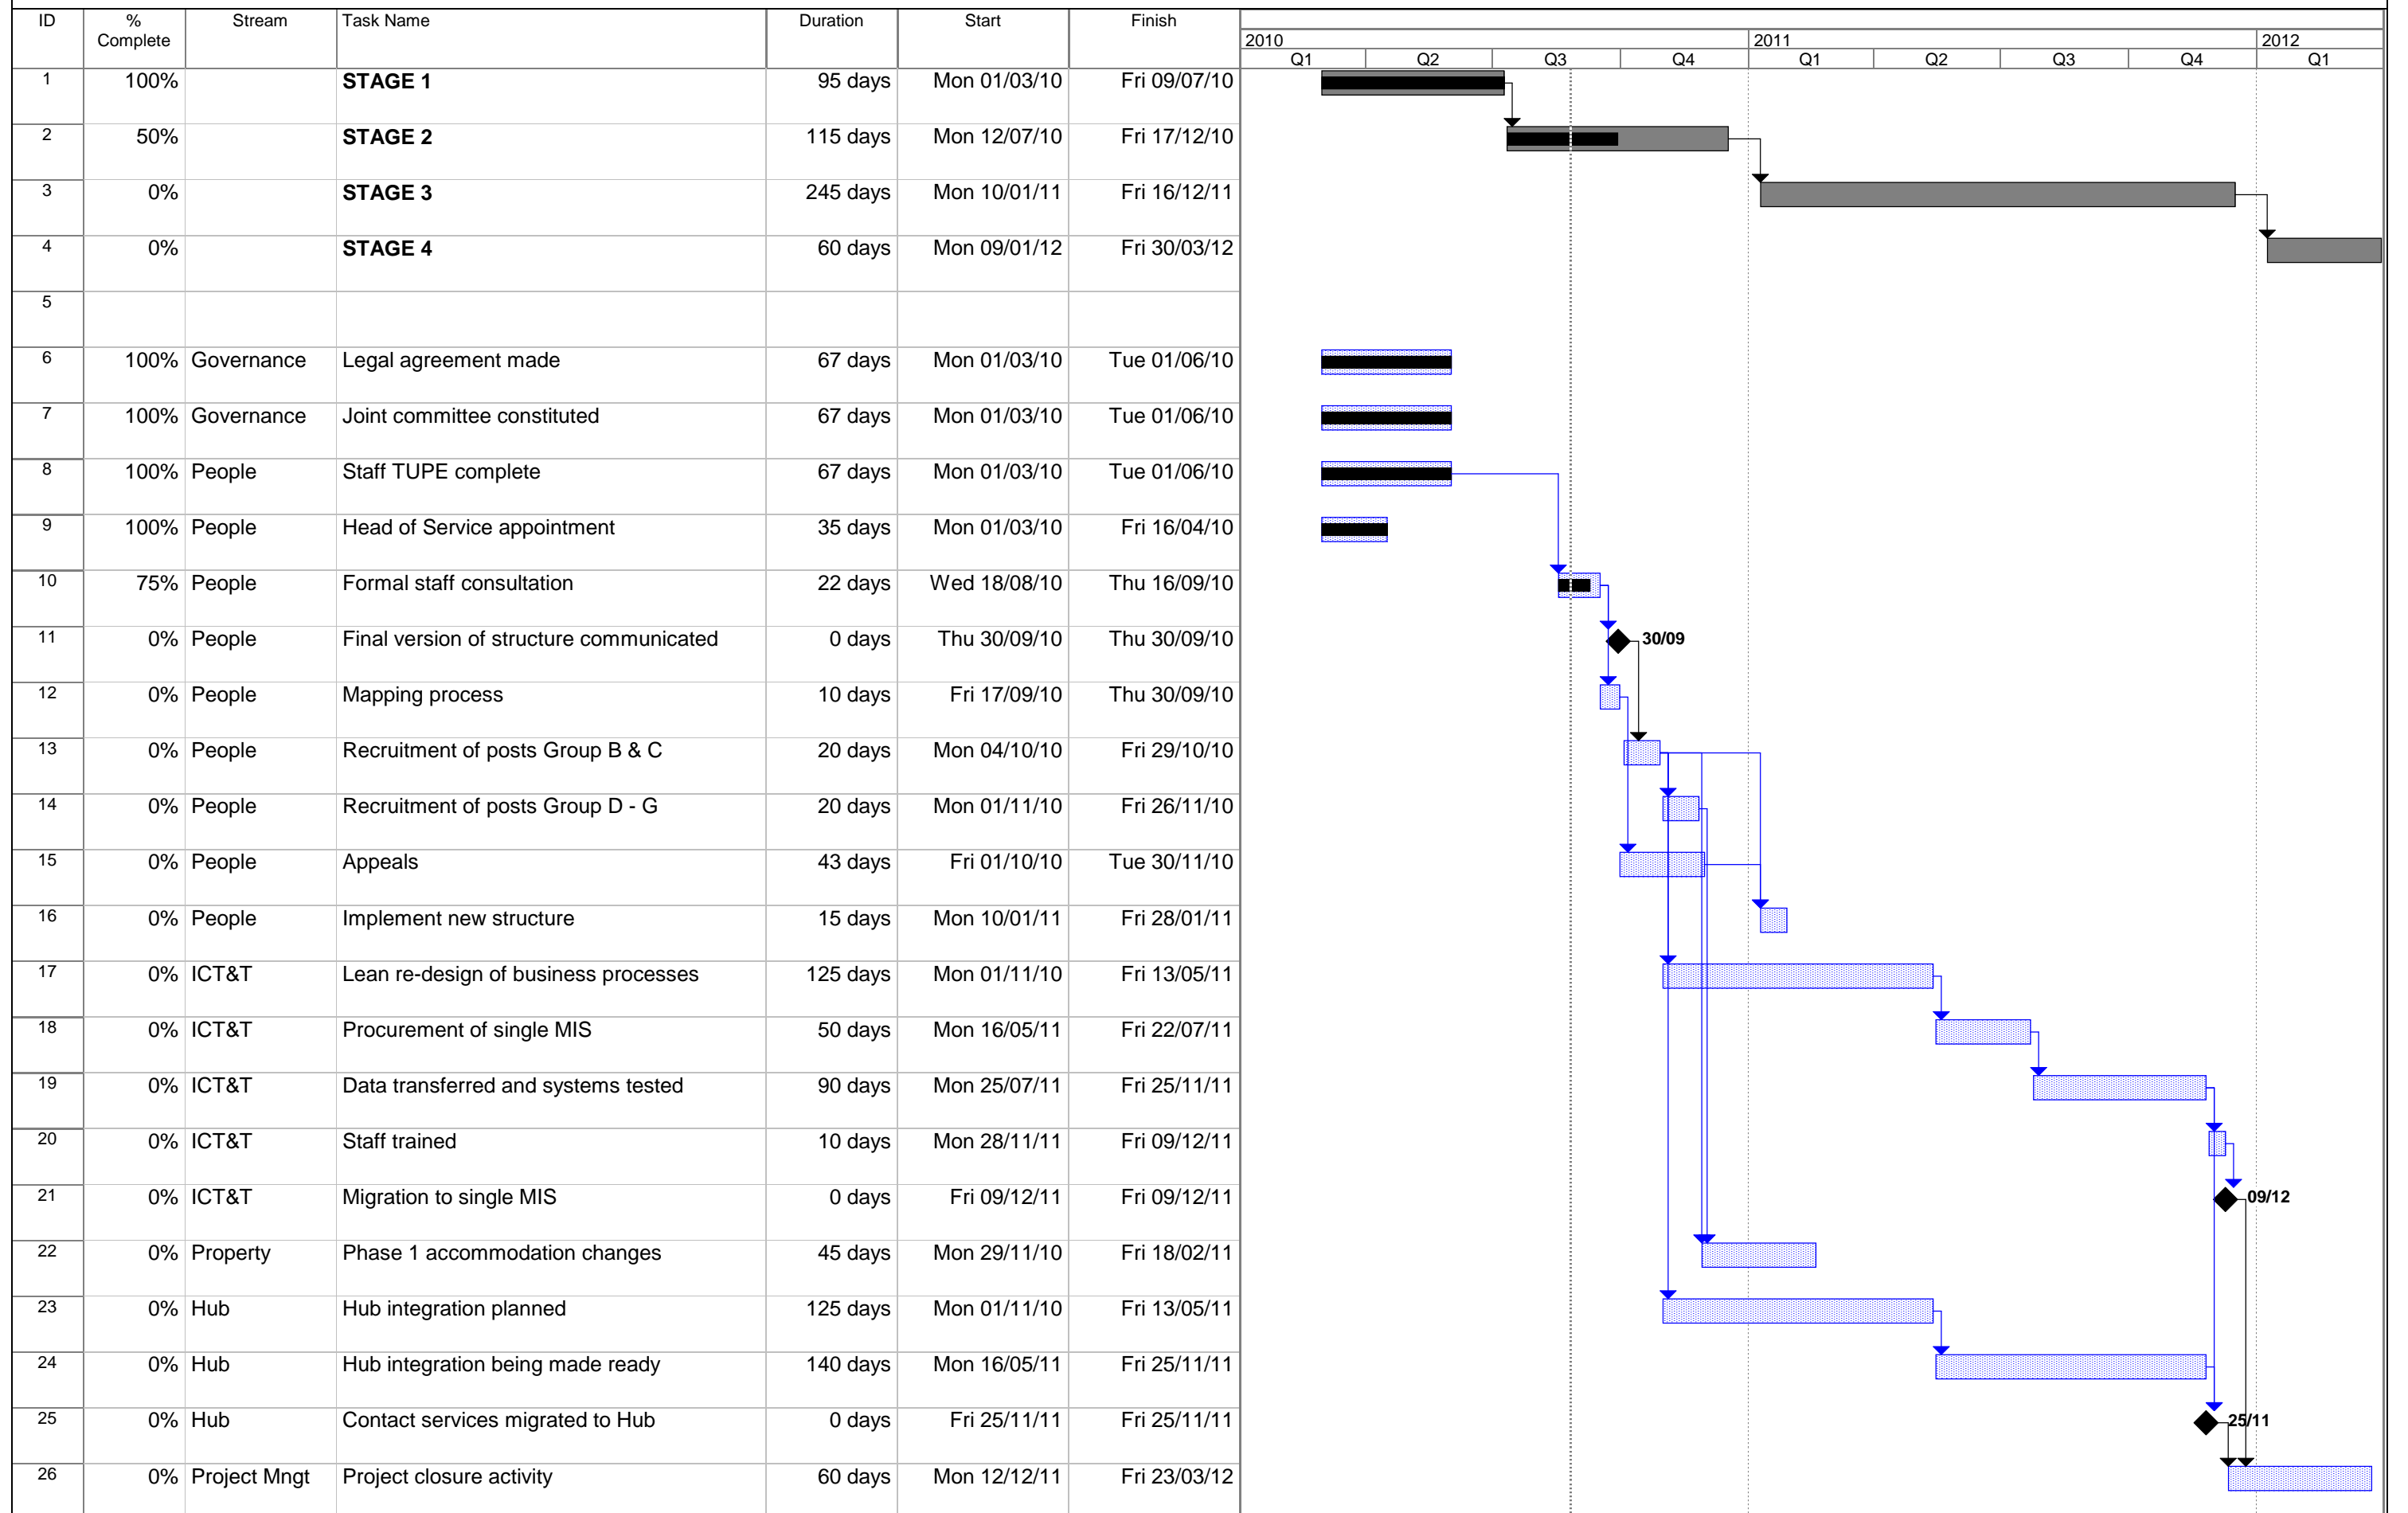 ID % Complete Stream Task Name Duration Start Finish
2010 2011 2012
Q1 Q2 Q3 Q4 Q1 Q2 Q3 Q4 Q1
1 100% STAGE 1 95 days Mon 01/03/10 Fri 09/07/10
2 50% STAGE 2 115 days Mon 12/07/10 Fri 17/12/10
3 0% STAGE 3 245 days Mon 10/01/11 Fri 16/12/11
4 0% STAGE 4 60 days Mon 09/01/12 Fri 30/03/12
5
6 100% Governance Legal agreement made 67 days Mon 01/03/10 Tue 01/06/10
7 100% Governance Joint committee constituted 67 days Mon 01/03/10 Tue 01/06/10
8 100% People Staff TUPE complete 67 days Mon 01/03/10 Tue 01/06/10
9 100% People Head of Service appointment 35 days Mon 01/03/10 Fri 16/04/10
10 75% People Formal staff consultation 22 days Wed 18/08/10 Thu 16/09/10
11 0% People Final version of structure communicated 0 days Thu 30/09/10 Thu 30/09/10 30/09
12 0% People Mapping process 10 days Fri 17/09/10 Thu 30/09/10
13 0% People Recruitment of posts Group B & C 20 days Mon 04/10/10 Fri 29/10/10
14 0% People Recruitment of posts Group D - G 20 days Mon 01/11/10 Fri 26/11/10
15 0% People Appeals 43 days Fri 01/10/10 Tue 30/11/10
16 0% People Implement new structure 15 days Mon 10/01/11 Fri 28/01/11
17 0% ICT&T Lean re-design of business processes 125 days Mon 01/11/10 Fri 13/05/11
18 0% ICT&T Procurement of single MIS 50 days Mon 16/05/11 Fri 22/07/11
19 0% ICT&T Data transferred and systems tested 90 days Mon 25/07/11 Fri 25/11/11
20 0% ICT&T Staff trained 10 days Mon 28/11/11 Fri 09/12/11
21 0% ICT&T Migration to single MIS 0 days Fri 09/12/11 Fri 09/12/11 09/12
22 0% Property Phase 1 accommodation changes 45 days Mon 29/11/10 Fri 18/02/11
23 0% Hub Hub integration planned 125 days Mon 01/11/10 Fri 13/05/11
24 0% Hub Hub integration being made ready 140 days Mon 16/05/11 Fri 25/11/11
25 0% Hub Contact services migrated to Hub 0 days Fri 25/11/11 Fri 25/11/11 25/11
26 0% Project Mngt Project closure activity 60 days Mon 12/12/11 Fri 23/03/12